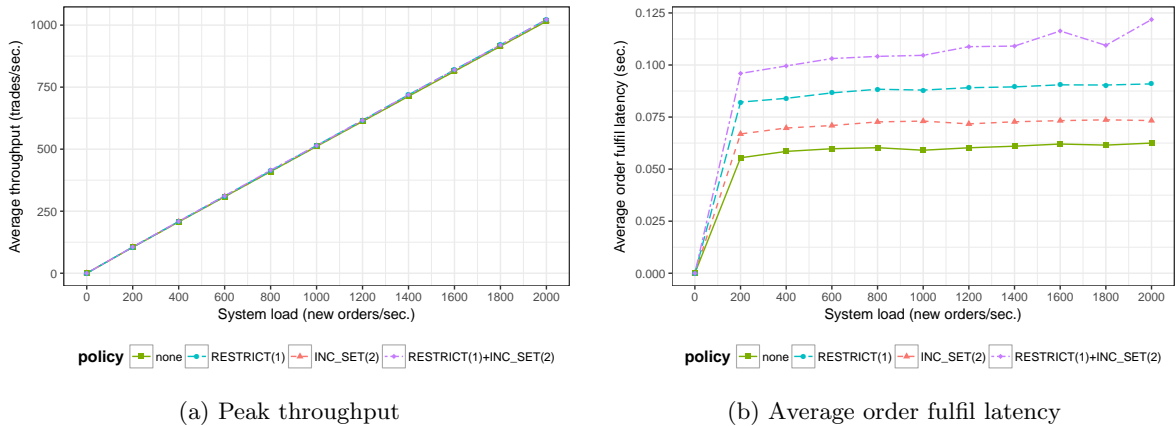 Average throughput (trades/sec.)
1000
750
500
250
0
0 200 400 600 800 1000 1200 1400 1600 1800 2000
System load (new orders/sec.)
policy none RESTRICT(1) INC_SET(2) RESTRICT(1)+INC_SET(2)
(a) Peak throughput
Average order fulfil latency (sec.)
0.125
0.100
0.075
0.050
0.025
0.000
0 200 400 600 800 1000 1200 1400 1600 1800 2000
System load (new orders/sec.)
policy none RESTRICT(1) INC_SET(2) RESTRICT(1)+INC_SET(2)
(b) Average order fulfil latency